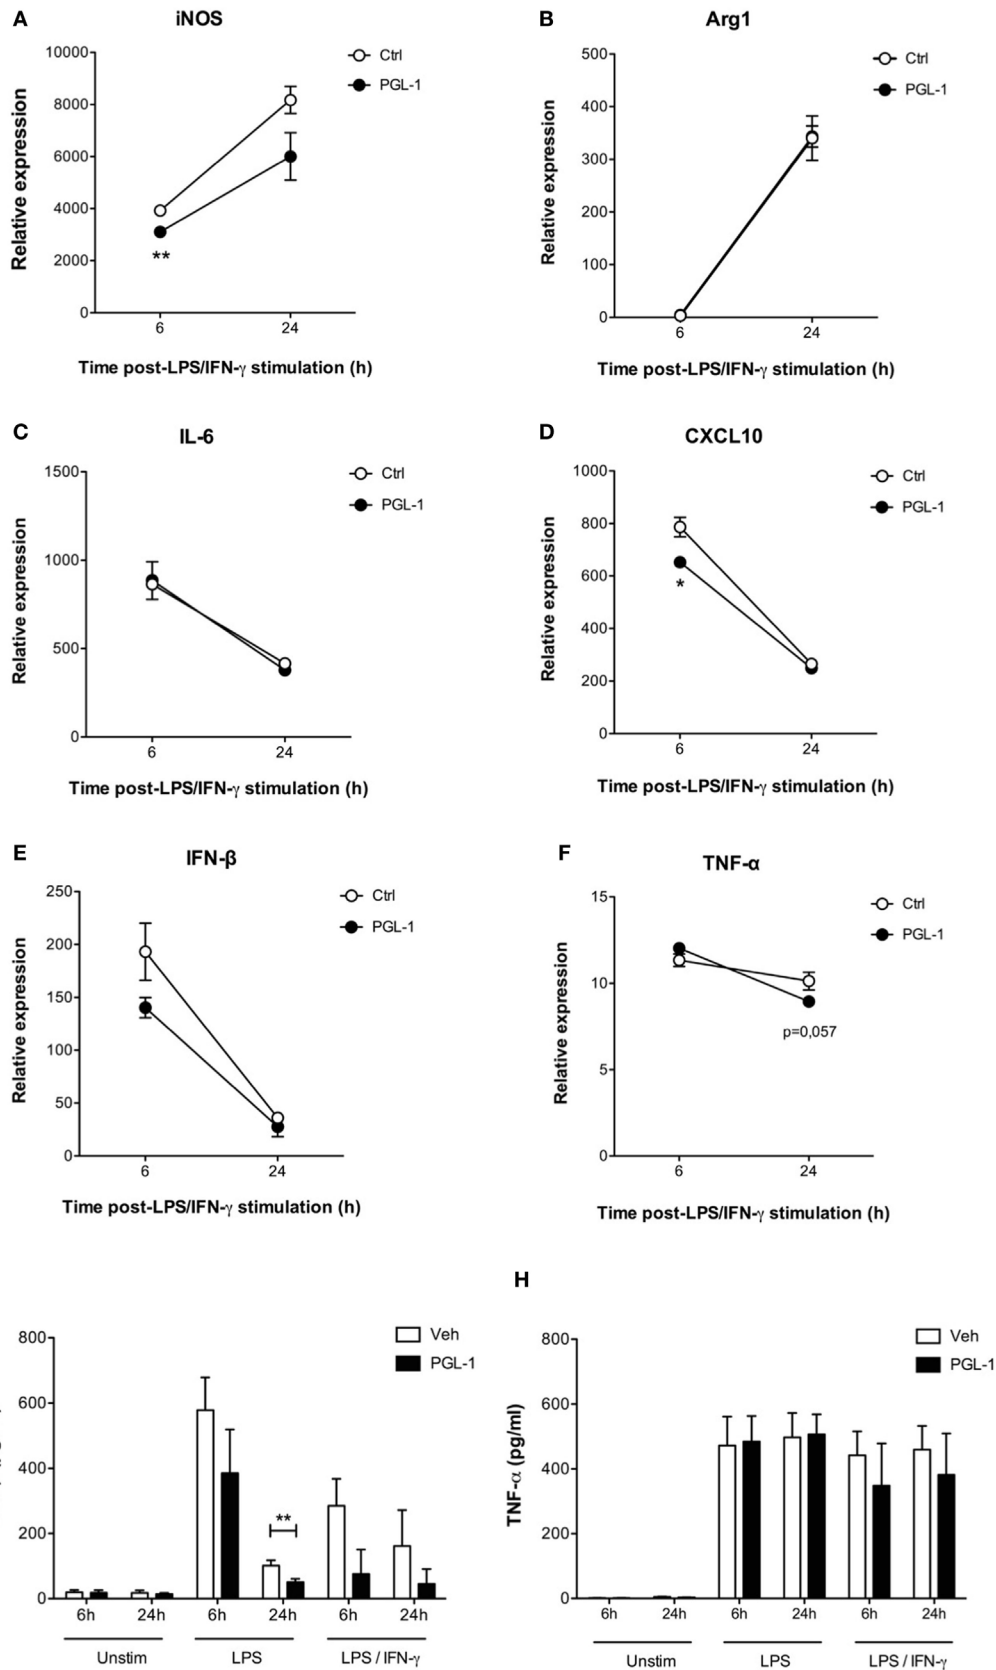 A
iNOS
10000
8000
6000
4000
2000
0
Relative expression
Ctrl
PGL-1
**
6
24
Time post-LPS/IFN-γ stimulation (h)
B
Arg1
500
400
300
200
100
0
Relative expression
Ctrl
PGL-1
6
24
Time post-LPS/IFN-γ stimulation (h)
C
IL-6
1500
1000
500
0
Relative expression
Ctrl
PGL-1
6
24
Time post-LPS/IFN-γ stimulation (h)
D
CXCL10
1000
800
600
400
200
0
Relative expression
Ctrl
PGL-1
*
6
24
Time post-LPS/IFN-γ stimulation (h)
E
IFN-β
250
200
150
100
50
0
Relative expression
Ctrl
PGL-1
6
24
Time post-LPS/IFN-γ stimulation (h)
F
TNF-α
15
10
5
0
Relative expression
Ctrl
PGL-1
p=0,057
6
24
Time post-LPS/IFN-γ stimulation (h)
800
600
400
200
0
Veh
PGL-1
**
6h 24h 6h 24h 6h 24h
Unstim LPS LPS / IFN-γ
H
800
600
400
200
0
TNF-α (pg/ml)
Veh
PGL-1
6h 24h 6h 24h 6h 24h
Unstim LPS LPS / IFN-γ